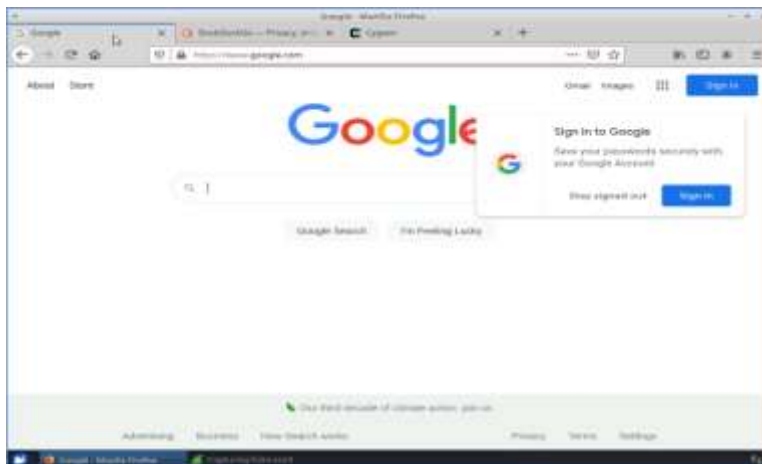 Google - Mozilla Firefox
Google
DuckDuckGo — Privacy,
https://www.google.com
About Store
Gmail Images
Sign in
Google
Sign in to Google
Save your passwords securely with
your Google Account
Stay signed out
Sign in
Google Search
I'm Feeling Lucky
Our third decade of climate action: join us
Advertising Business How Search works
Privacy Terms Settings
Google - Mozilla Firefox